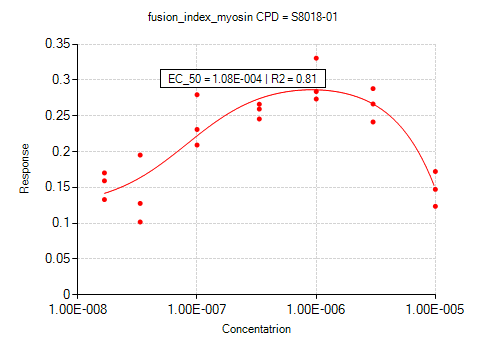 fusion_index_myosin CPD = S8018-01
0.35
EC_50 = 1.08E-004 | R2 = 0.81
0.3
0.25
0.2
0.15
0.1
0.05
0
Response
1.00E-008 1.00E-007 1.00E-006 1.00E-005
Concentatrion